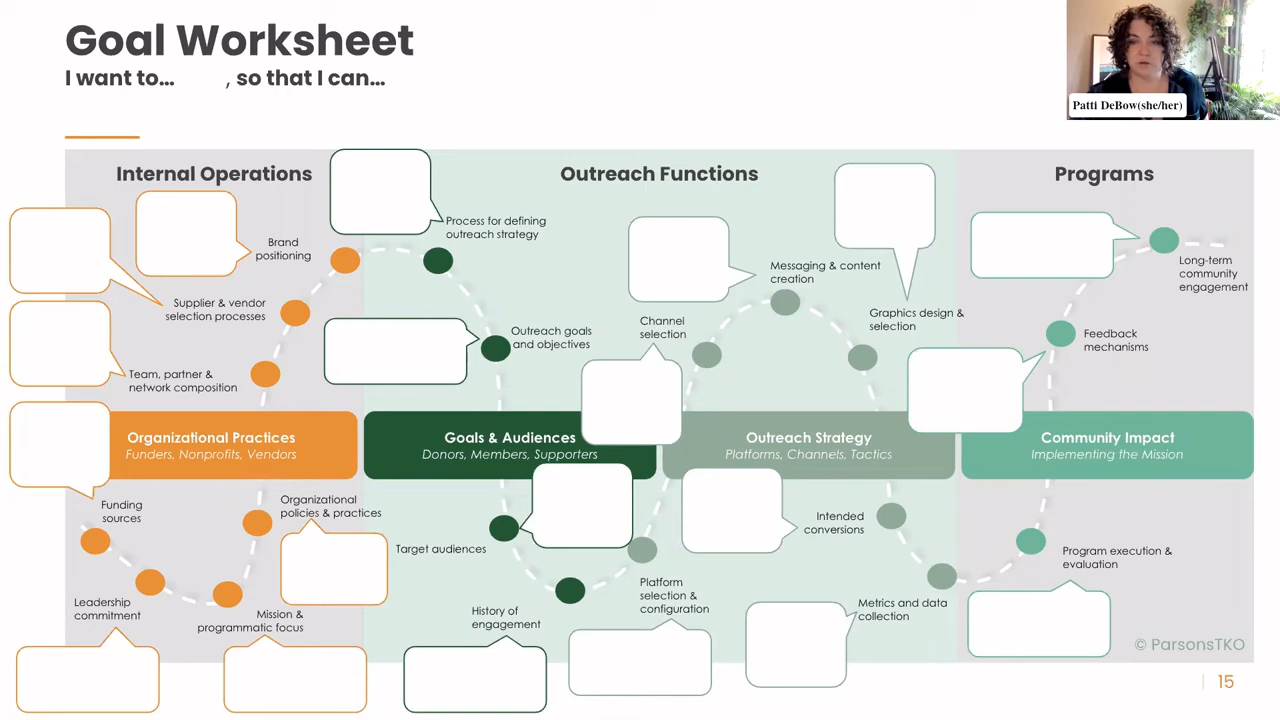 Goal Worksheet
I want to... , so that I can...
Patti DeBow(she/her)
Internal Operations
Outreach Functions
Programs
Brand
positioning
Process for defining
outreach strategy
Supplier & vendor
selection processes
Team, partner &
network composition
Outreach goals
and objectives
Channel
selection
Messaging & content
creation
Graphics design &
selection
Long-term
community
engagement
Feedback
mechanisms
Organizational Practices
Funders, Nonprofits, Vendors
Goals & Audiences
Donors, Members, Supporters
Outreach Strategy
Platforms, Channels, Tactics
Community Impact
Implementing the Mission
Funding
sources
Organizational
policies & practices
Leadership
commitment
Mission &
programmatic focus
Target audiences
History of
engagement
Platform
selection &
configuration
Intended
conversions
Metrics and data
collection
Program execution &
evaluation
© ParsonsTKO
15